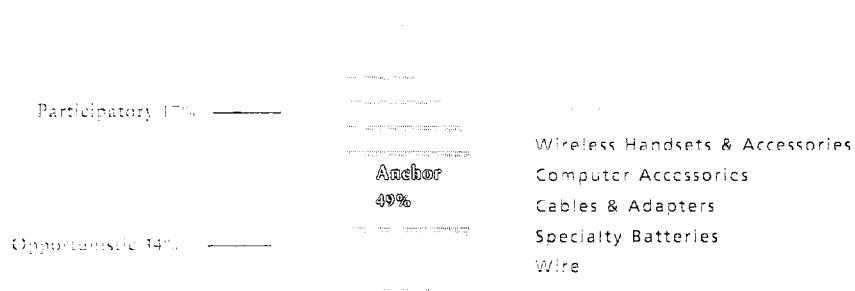 Participatory 17%
Anchor
49%
Opportunistic 34%
Wireless Handsets & Accessories
Computer Accessories
Cables & Adapters
Specialty Batteries
Wire